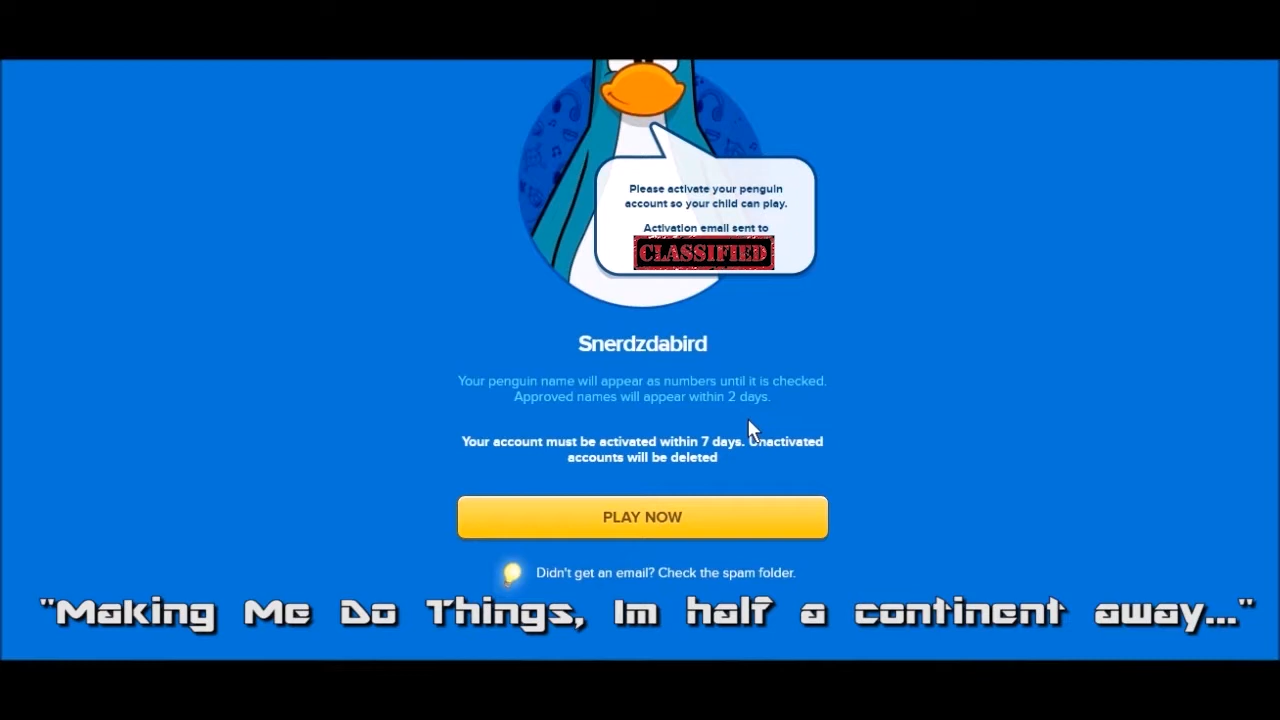 Please activate your penguin
account so your child can play.
Activation email sent to
CLASSIFIED
Snerdzdabird
Your penguin name will appear as numbers until it is checked.
Approved names will appear within 2 days.
Your account must be activated within 7 days. Unactivated
accounts will be deleted
PLAY NOW
Didn't get an email? Check the spam folder.
"Making Me Do Things, Im half a continent away..."